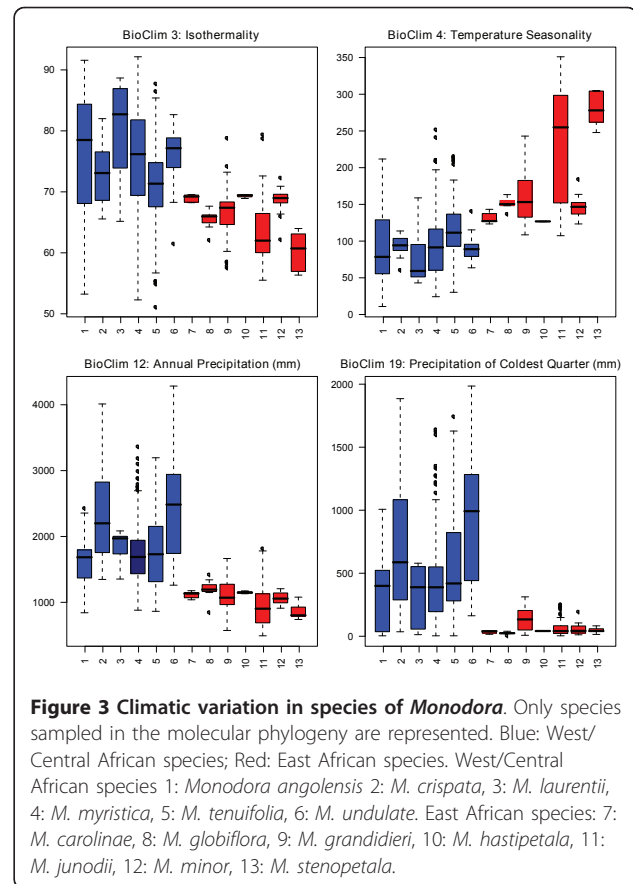 BioClim 3: Isothermality
BioClim 4: Temperature Seasonality
90
80
70
60
50
1 2 3 4 5 6 7 8 9 10 11 12 13
350
300
250
200
150
100
50
0
1 2 3 4 5 6 7 8 9 10 11 12 13
BioClim 12: Annual Precipitation (mm)
BioClim 19: Precipitation of Coldest Quarter (mm)
4000
3000
2000
1000
1 2 3 4 5 6 7 8 9 10 11 12 13
2000
1500
1000
500
0
1 2 3 4 5 6 7 8 9 10 11 12 13
Figure 3 Climatic variation in species of Monodora. Only species
sampled in the molecular phylogeny are represented. Blue: West/
Central African species; Red: East African species. West/Central
African species 1: Monodora angolensis 2: M. crispata, 3: M. laurentii,
4: M. myristica, 5: M. tenuifolia, 6: M. undulate. East African species: 7:
M. carolinae, 8: M. globiflora, 9: M. grandidieri, 10: M. hastipetala, 11:
M. junodii, 12: M. minor, 13: M. stenopetala.